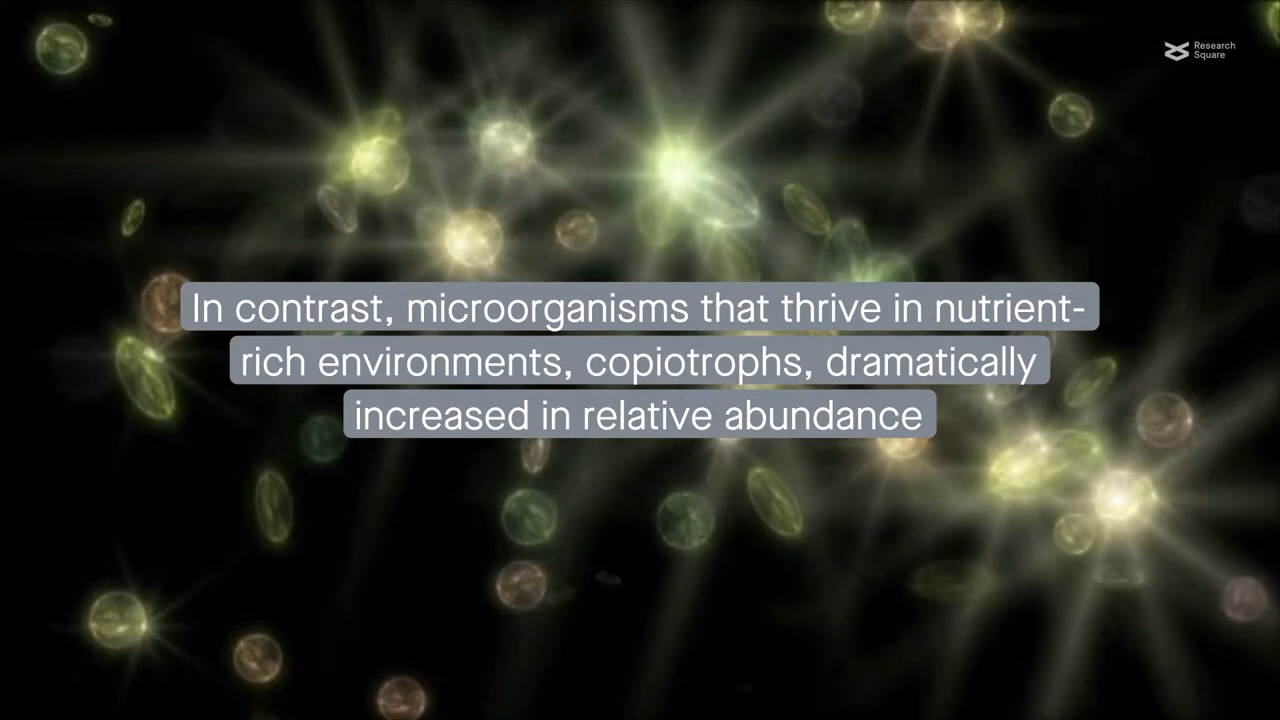 Research
Square
In contrast, microorganisms that thrive in nutrient-
rich environments, copiotrophs, dramatically
increased in relative abundance